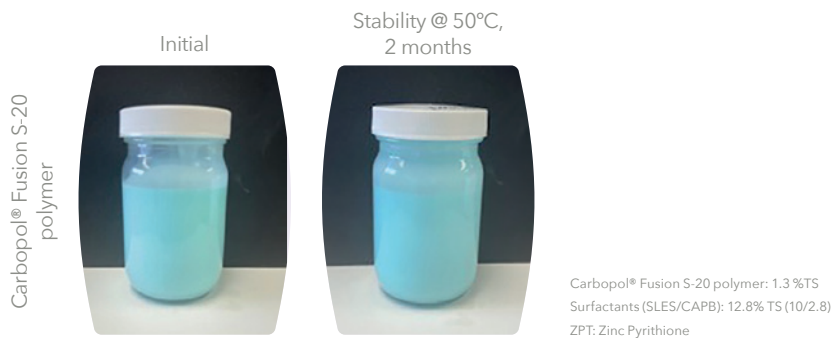 Initial
Stability @ 50ºC,
2 months
Carbopol® Fusion S-20
polymer
Carbopol® Fusion S-20 polymer: 1.3 %TS
Surfactants (SLES/CAPB): 12.8% TS (10/2.8)
ZPT: Zinc Pyrithione